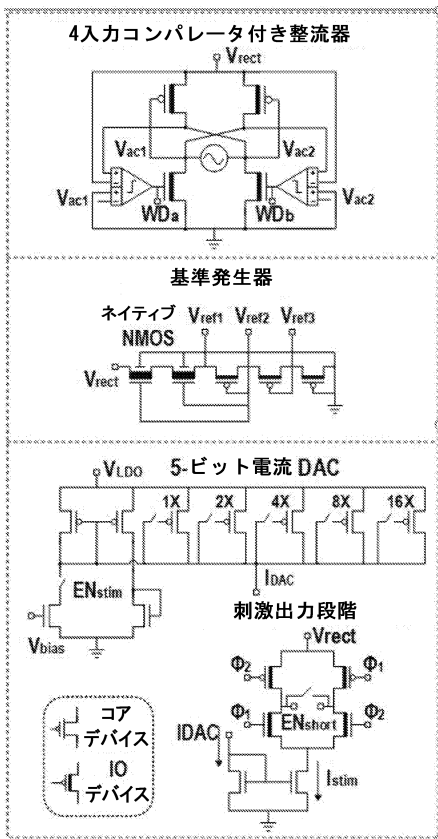 4入力コンパレータ付き整流器
Vrect
Vac1
Vac2
Vac1
WDa
WDb
Vac2
基準発生器
ネイティブ
NMOS
Vref1
Vref2
Vref3
Vrect
5-ビット電流 DAC
VLDO
1X
2X
4X
8X
16X
ENstim
IDAC
Vbias
刺激出力段階
Vrect
Φ2
Φ1
ENshort
Φ1
Φ2
IDAC
Istim
コア
デバイス
IO
デバイス